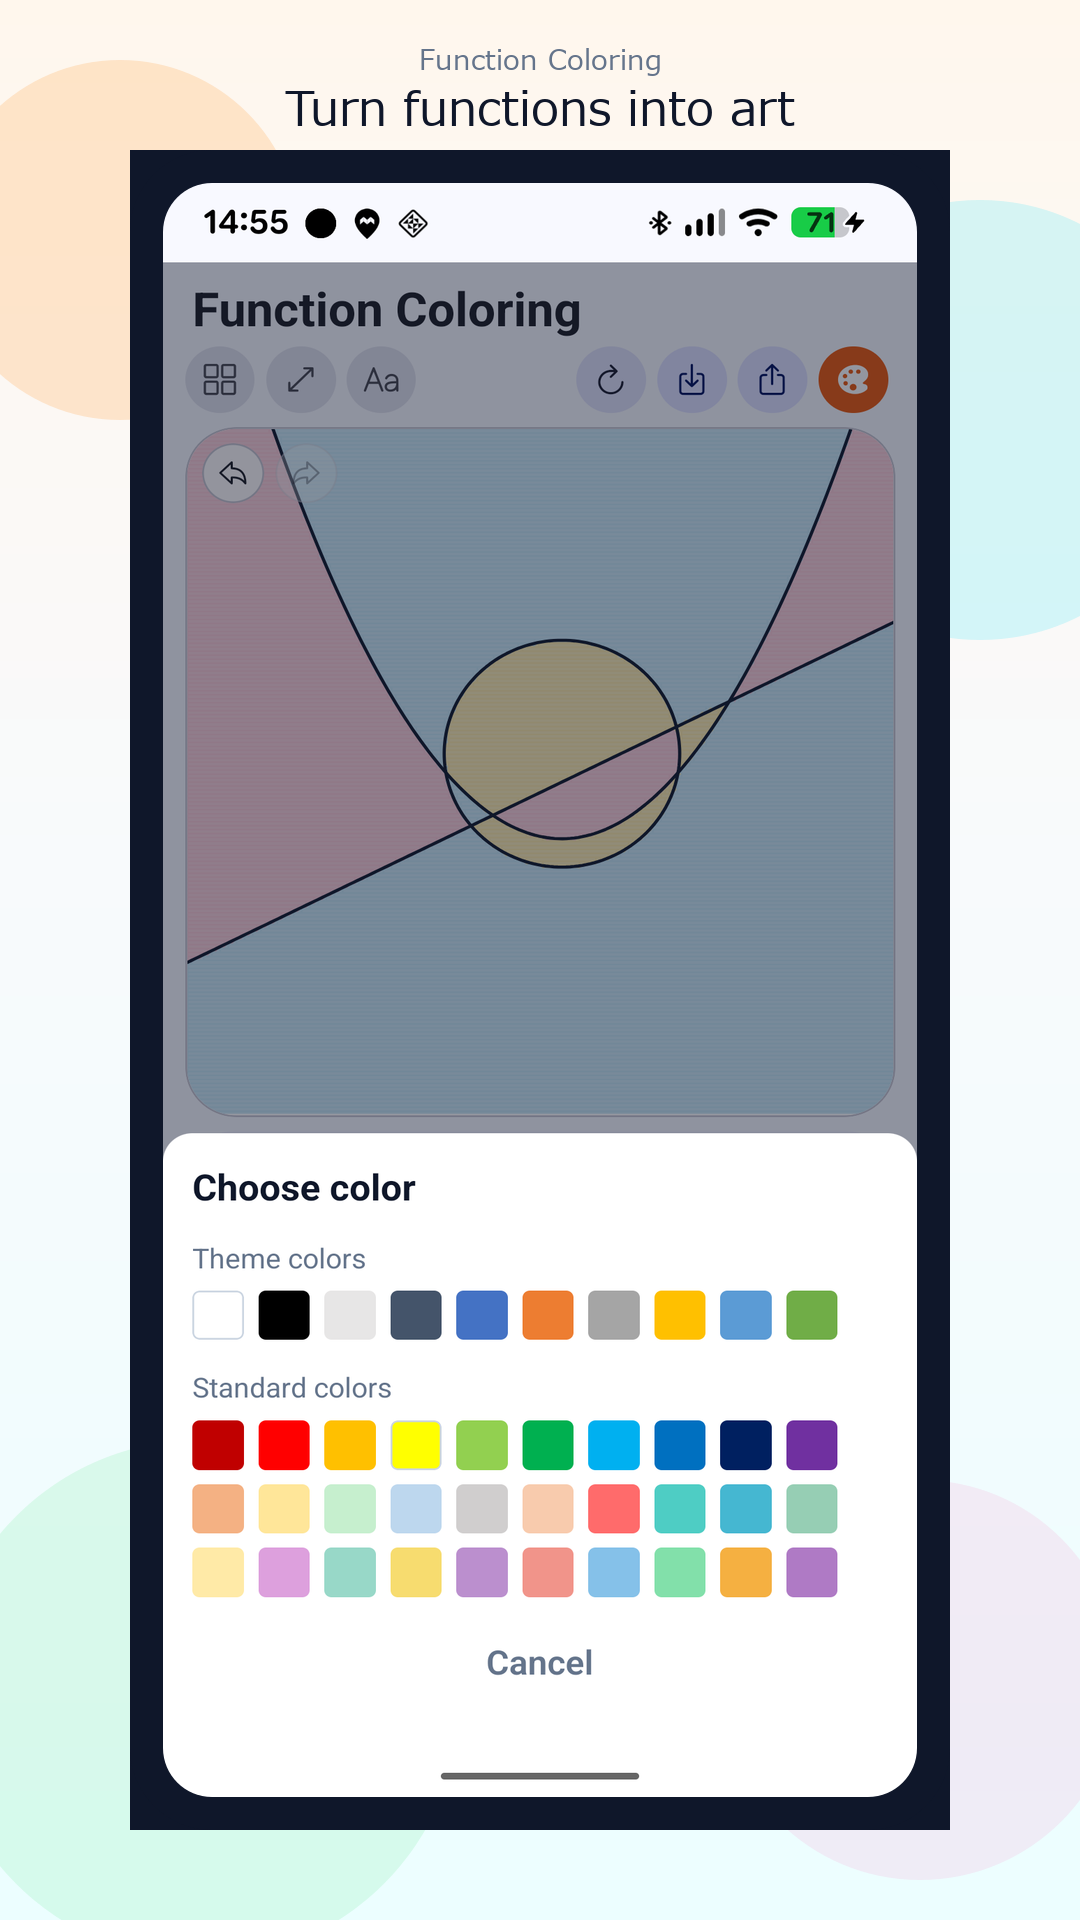 Function Coloring
Turn functions into art
14:55
71
Function Coloring
Aa
Choose color
Theme colors
Standard colors
Cancel